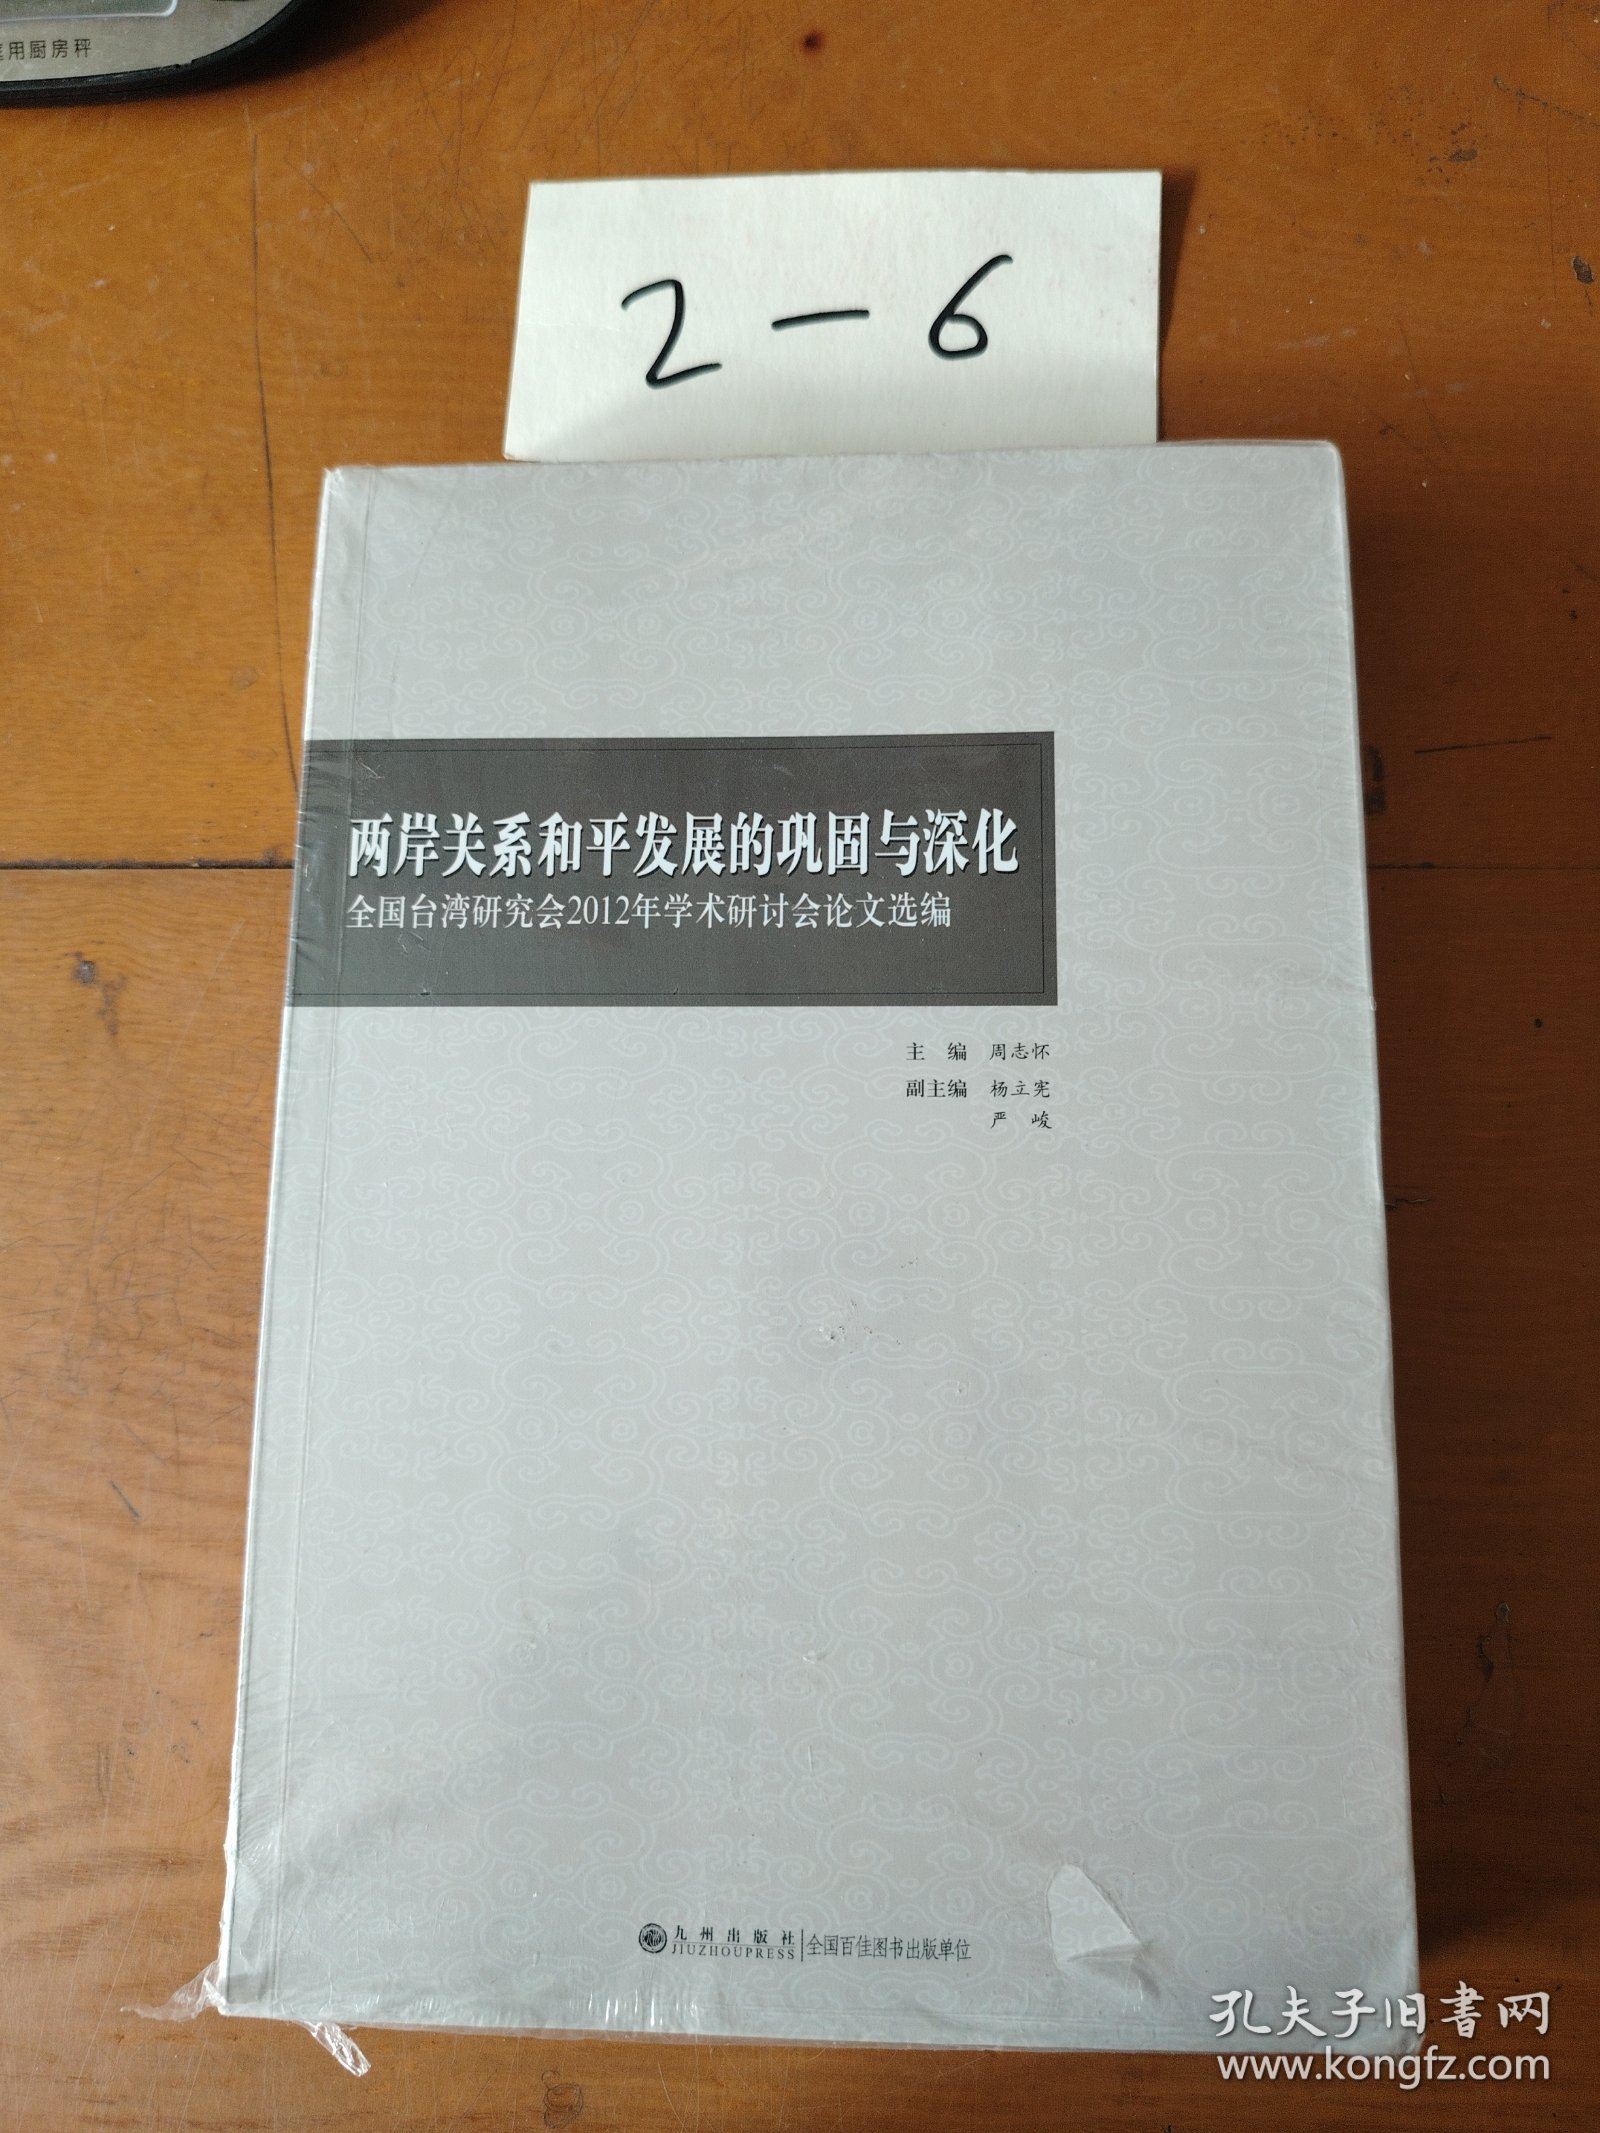 用厨房秤
2-6
两岸关系和平发展的巩固与深化
全国台湾研究会2012年学术研讨会论文选编
主 编 周志怀
副主编 杨立宪
严 峻
九州出版社
JIUZHOUPRESS
全国百佳图书出版单位
孔夫子旧书网
www.kongfz.com